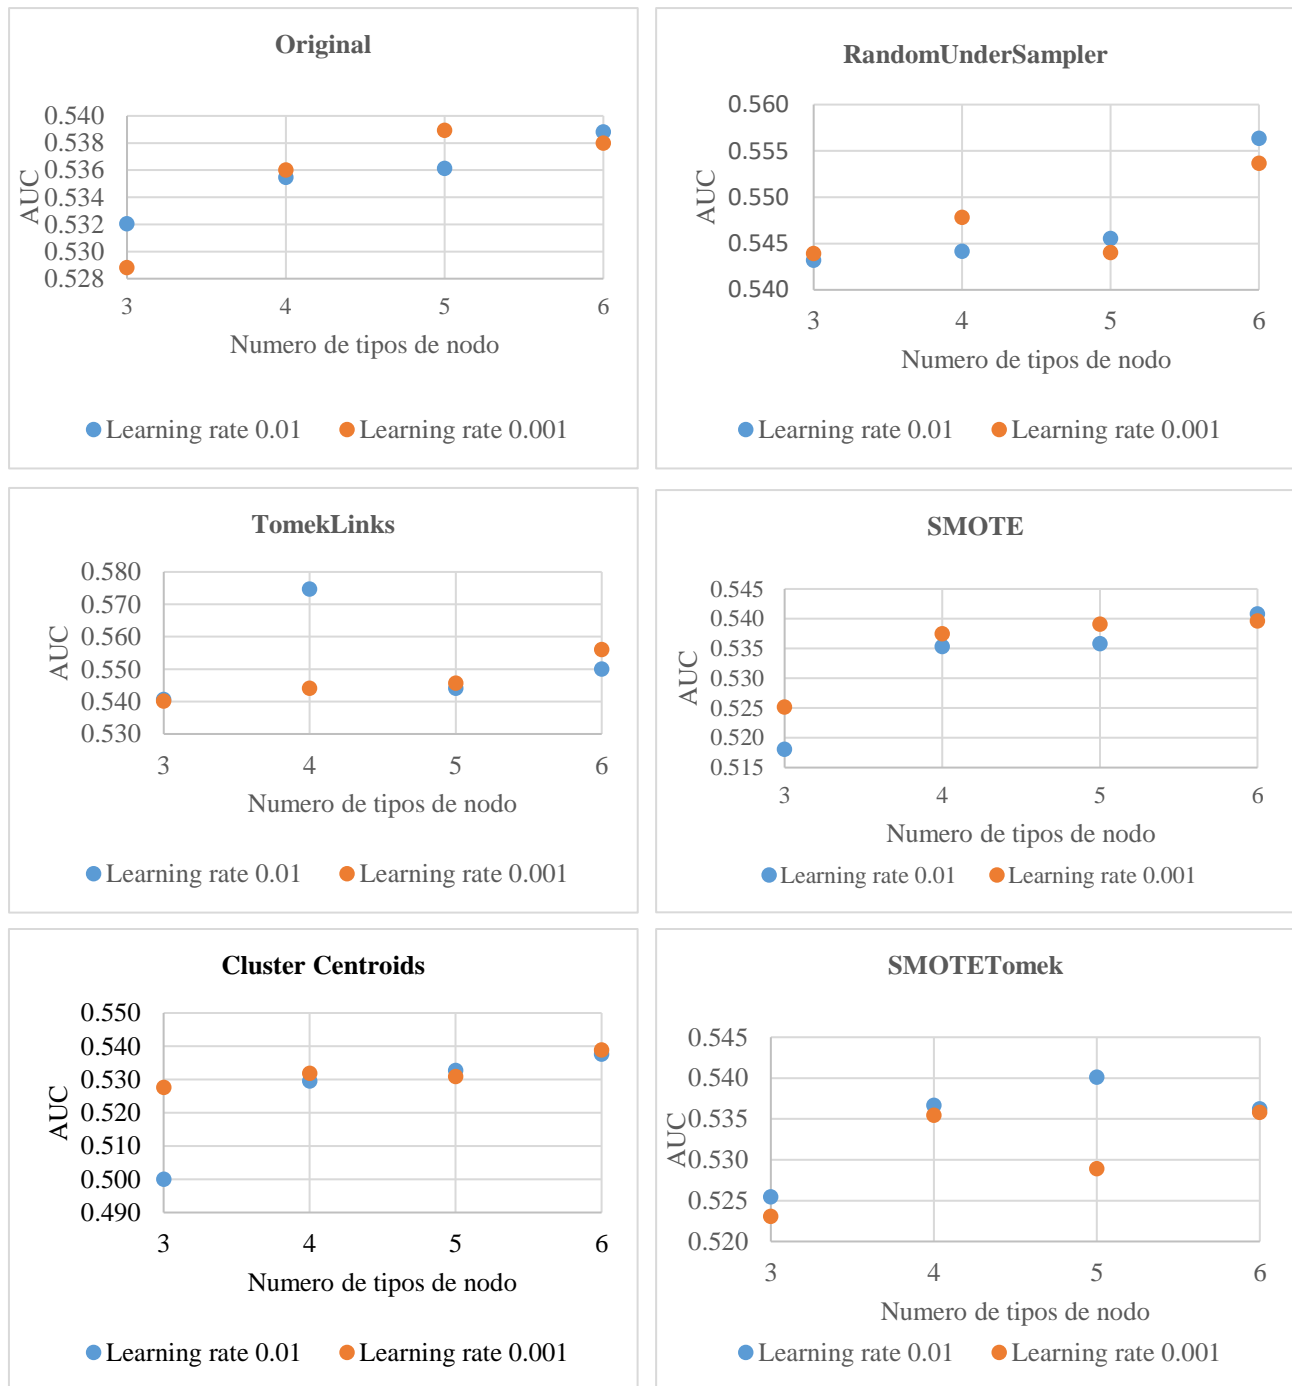 Original
AUC
0.540
0.538
0.536
0.534
0.532
0.530
0.528
3 4 5 6
Numero de tipos de nodo
Learning rate 0.01 Learning rate 0.001
RandomUnderSampler
AUC
0.560
0.555
0.550
0.545
0.540
3 4 5 6
Numero de tipos de nodo
Learning rate 0.01 Learning rate 0.001
TomekLinks
AUC
0.580
0.570
0.560
0.550
0.540
0.530
3 4 5 6
Numero de tipos de nodo
Learning rate 0.01 Learning rate 0.001
SMOTE
AUC
0.545
0.540
0.535
0.530
0.525
0.520
0.515
3 4 5 6
Numero de tipos de nodo
Learning rate 0.01 Learning rate 0.001
Cluster Centroids
AUC
0.550
0.540
0.530
0.520
0.510
0.500
0.490
3 4 5 6
Numero de tipos de nodo
Learning rate 0.01 Learning rate 0.001
SMOTETomek
AUC
0.545
0.540
0.535
0.530
0.525
0.520
3 4 5 6
Numero de tipos de nodo
Learning rate 0.01 Learning rate 0.001